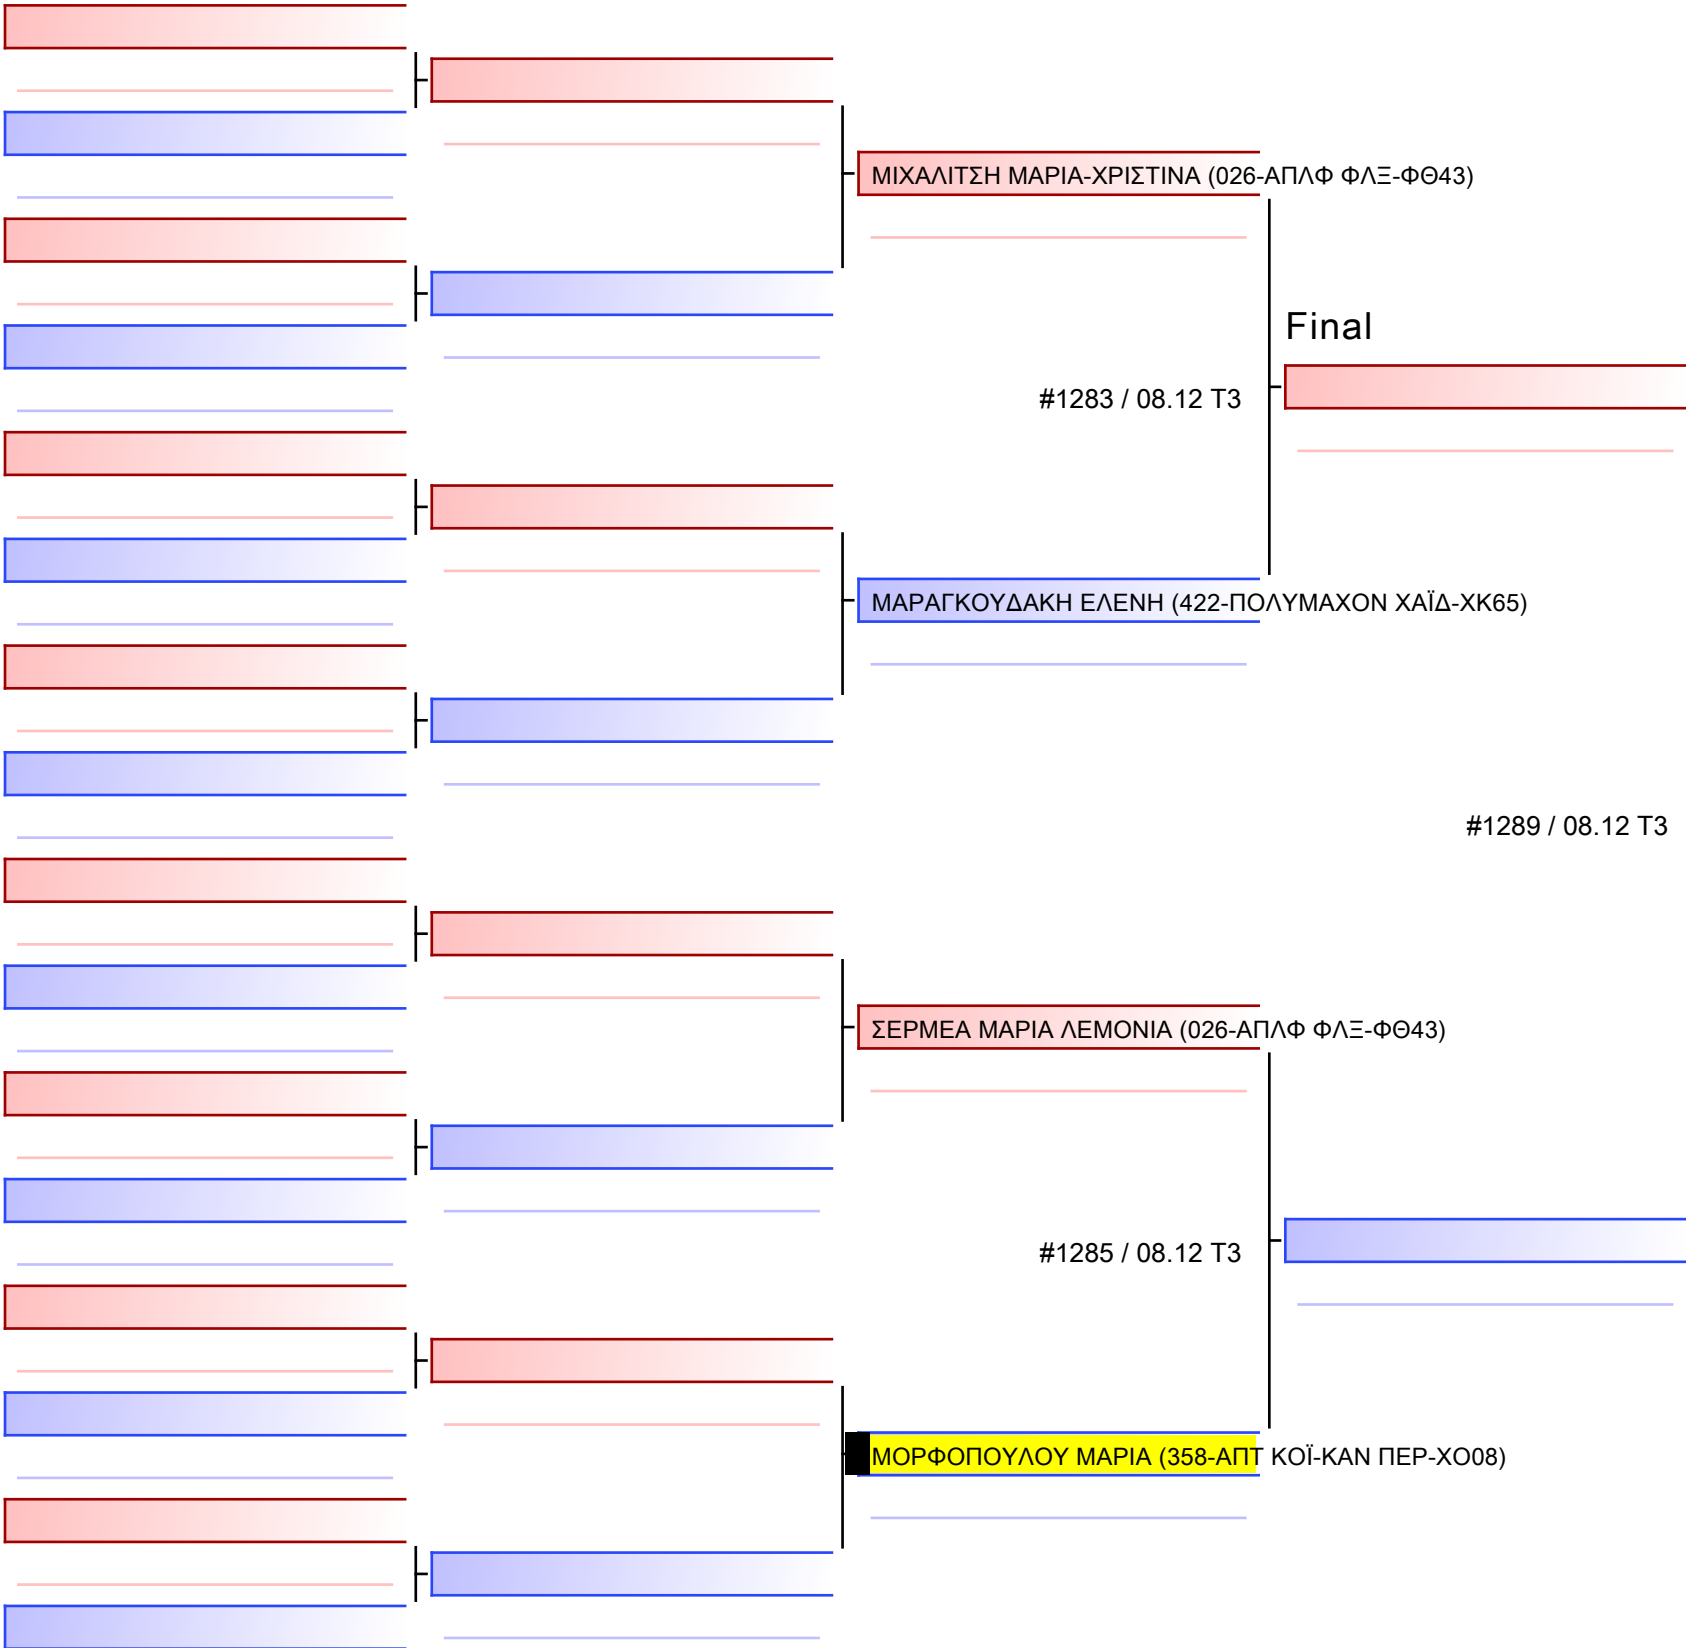 ΜΙΧΑΛΙΤΣΗ ΜΑΡΙΑ-ΧΡΙΣΤΙΝΑ (026-ΑΠΛΦ ΦΛΞ-ΦΘ43)
Final
#1283 / 08.12 T3
ΜΑΡΑΓΚΟΥΔΑΚΗ ΕΛΕΝΗ (422-ΠΟΛΥΜΑΧΟΝ ΧΑΪΔ-ΧΚ65)
#1289 / 08.12 T3
ΣΕΡΜΕΑ ΜΑΡΙΑ ΛΕΜΟΝΙΑ (026-ΑΠΛΦ ΦΛΞ-ΦΘ43)
#1285 / 08.12 T3
ΜΟΡΦΟΠΟΥΛΟΥ ΜΑΡΙΑ (358-ΑΠΤ ΚΟΪ-ΚΑΝ ΠΕΡ-ΧΟ08)